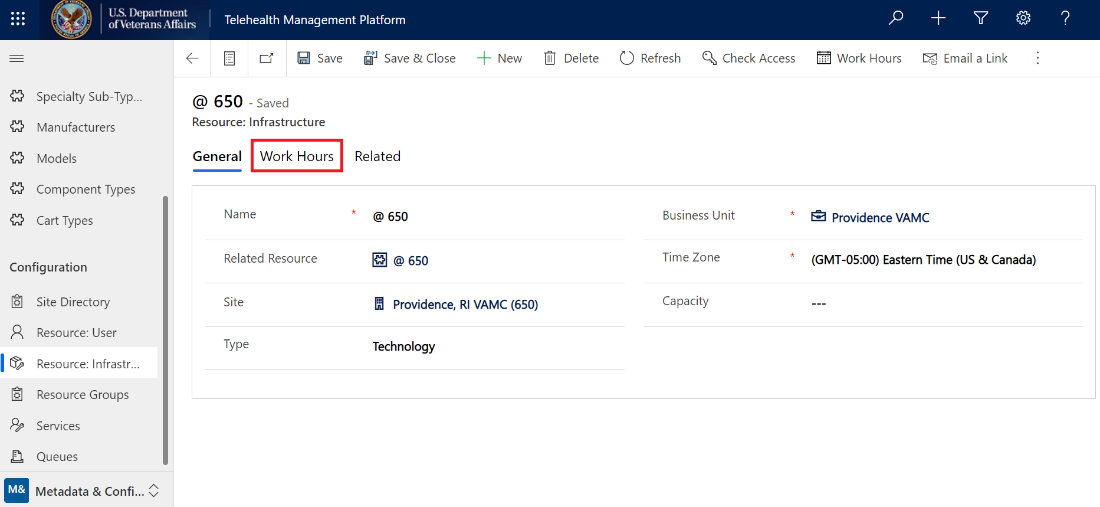 U.S. Department
of Veterans Affairs
Telehealth Management Platform
Save
Save & Close
New
Delete
Refresh
Check Access
Work Hours
Email a Link
Specialty Sub-Typ...
Manufacturers
Models
Component Types
Cart Types
Configuration
Site Directory
Resource: User
Resource: Infrastr...
Resource Groups
Services
Queues
M& Metadata & Confi...
@ 650 - Saved
Resource: Infrastructure
General Work Hours Related
Name * @ 650
Related Resource @ 650
Site Providence, RI VAMC (650)
Type Technology
Business Unit * Providence VAMC
Time Zone * (GMT-05:00) Eastern Time (US & Canada)
Capacity ---